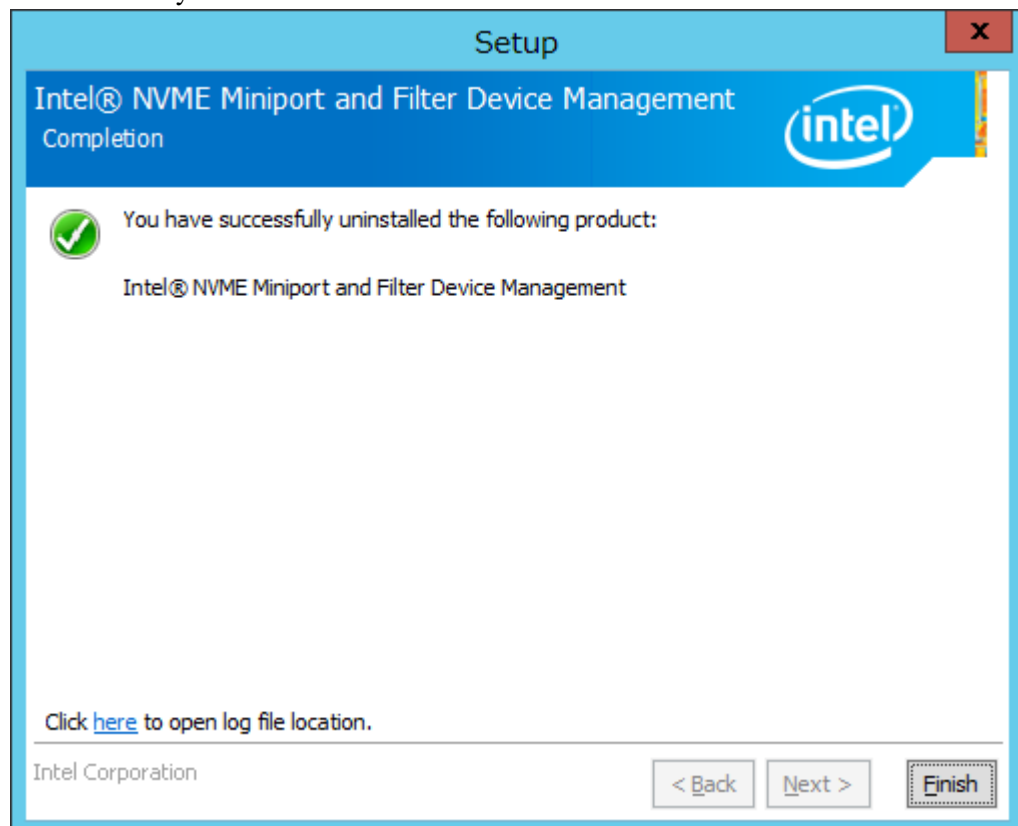 Setup
x
Intel® NVME Miniport and Filter Device Management
Completion
intel
You have successfully uninstalled the following product:
Intel® NVME Miniport and Filter Device Management
Click here to open log file location.
Intel Corporation
< Back
Next >
Finish